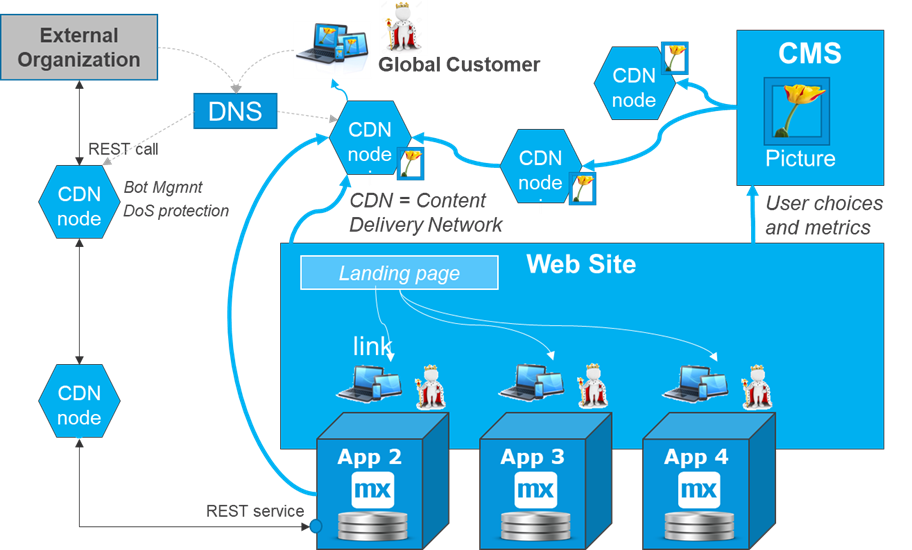 External
Organization
Global Customer
DNS
REST call
CDN
node
Bot Mgmnt
DoS protection
CDN
node
CDN = Content
Delivery Network
CDN
node
CDN
node
CMS
Picture
User choices
and metrics
Web Site
Landing page
link
CDN
node
App 2
mx
App 3
mx
App 4
mx
REST service